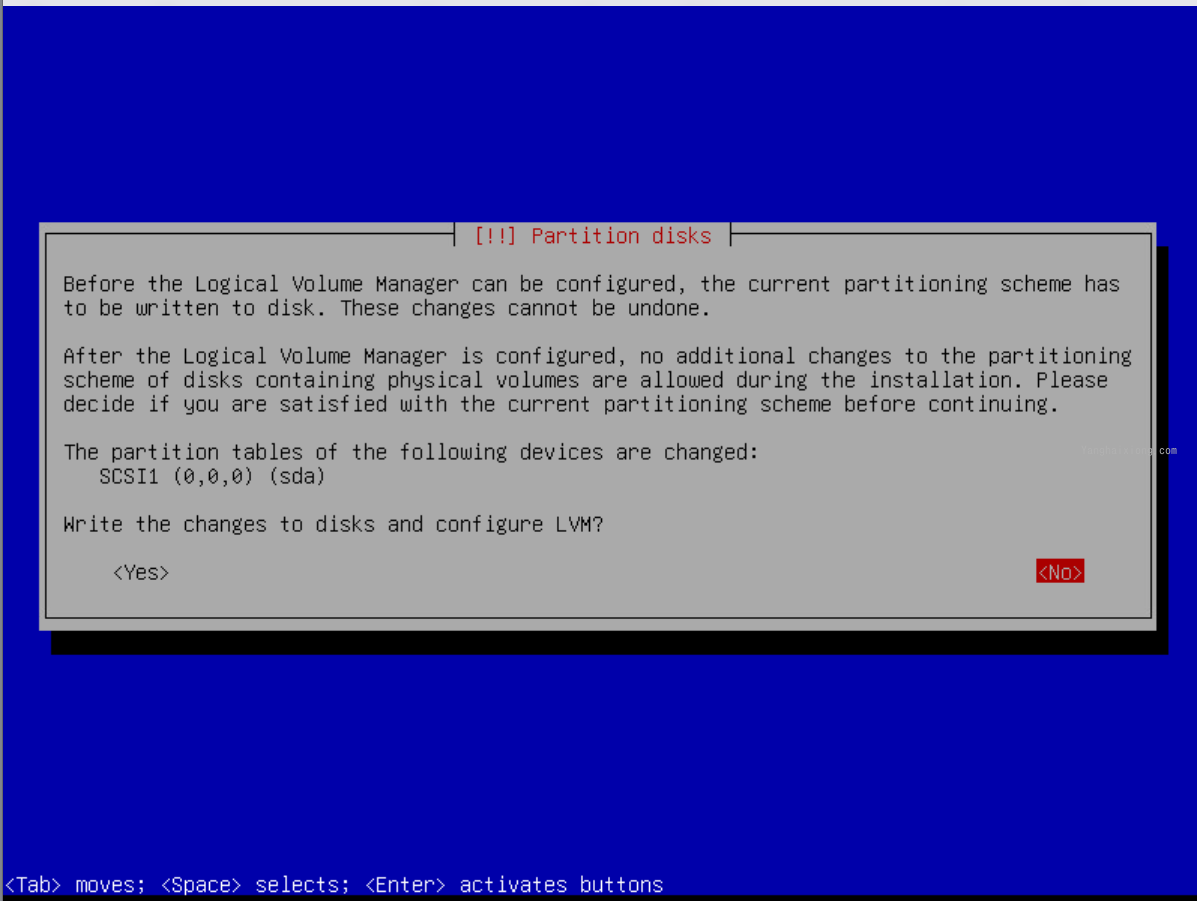 [!!] Partition disks
Before the Logical Volume Manager can be configured, the current partitioning scheme has
to be written to disk. These changes cannot be undone.
After the Logical Volume Manager is configured, no additional changes to the partitioning
scheme of disks containing physical volumes are allowed during the installation. Please
decide if you are satisfied with the current partitioning scheme before continuing.
The partition tables of the following devices are changed:
SCSI1 (0,0,0) (sda)
com
Write the changes to disks and configure LVM?
<Yes> <No>
<Tab> moves; <Space> selects; <Enter> activates buttons